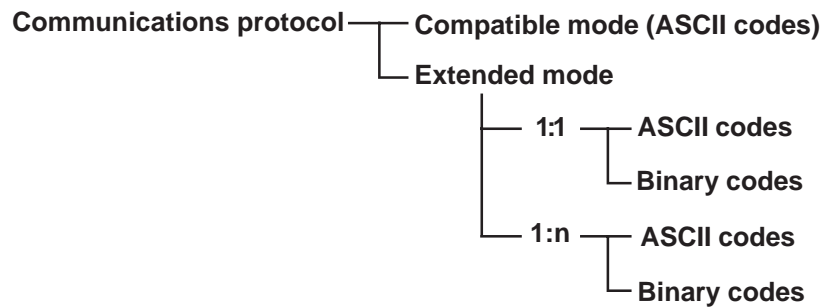 Communications protocol Compatible mode (ASCII codes)
Extended mode
1:1 ASCII codes
Binary codes
1:n ASCII codes
Binary codes